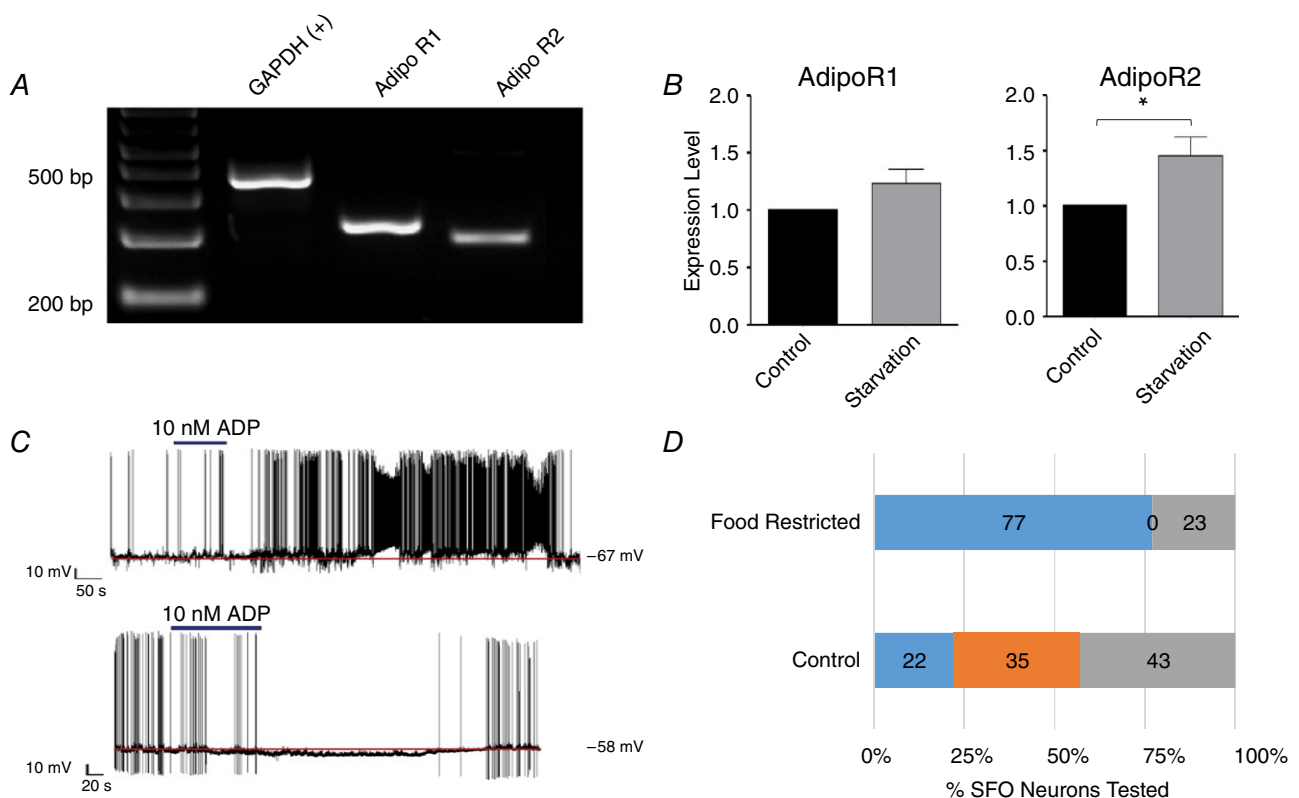 A
GAPDH (+)
Adipo R1
Adipo R2
500 bp
200 bp
B
AdipoR1
Expression Level
2.0
1.5
1.0
0.5
0.0
Control
Starvation
AdipoR2
*
2.0
1.5
1.0
0.5
0.0
Control
Starvation
C
10 nM ADP
–67 mV
10 mV
50 s
10 nM ADP
–58 mV
10 mV
20 s
D
Food Restricted
77
0
23
Control
22
35
43
0%
25%
50%
75%
100%
% SFO Neurons Tested